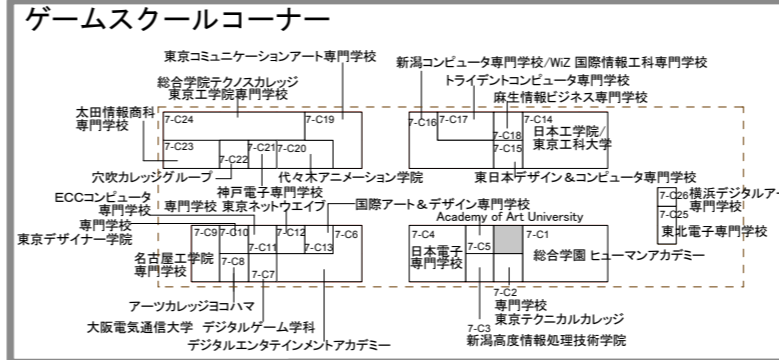 ゲームスクールコーナー
東京コミュニケーションアート専門学校
新潟コンピュータ専門学校/WiZ 国際情報工科専門学校
総合学院テクノスカレッジ
東京工学院専門学校
トライデントコンピュータ専門学校
麻生情報ビジネス専門学校
太田情報商科
専門学校
7-C24
7-C19
7-C16
7-C17
7-C18
7-C14
7-C23
7-C22
7-C21
7-C20
7-C15
日本工学院/
東京工科大学
穴吹カレッジグループ
代々木アニメーション学院
東日本デザイン＆コンピュータ専門学校
神戸電子専門学校
7-C26
横浜デジタルアーツ
専門学校
7-C25
東北電子専門学校
ECCコンピュータ
専門学校
専門学校
東京ネットウエイブ
国際アート＆デザイン専門学校
Academy of Art University
専門学校
東京デザイナー学院
7-C9
7-C10
7-C11
7-C12
7-C13
7-C6
7-C4
日本電子
専門学校
7-C5
7-C1
総合学園 ヒューマンアカデミー
名古屋工学院
専門学校
7-C8
7-C7
7-C2
専門学校
東京テクニカルカレッジ
アーツカレッジヨコハマ
大阪電気通信大学 デジタルゲーム学科
デジタルエンタテインメントアカデミー
7-C3
新潟高度情報処理技術学院